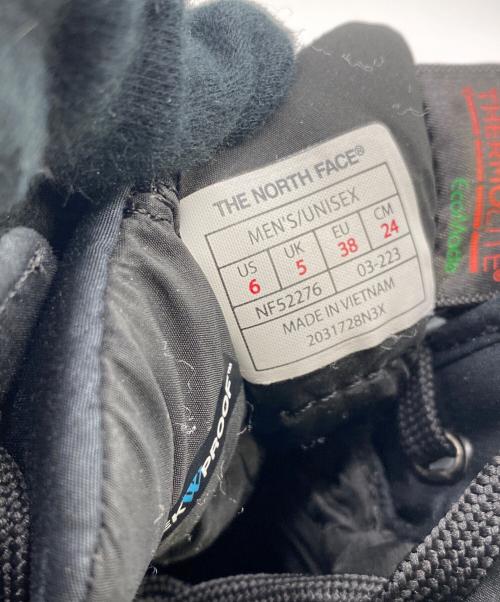 THE NORTH FACE®
MEN'S/UNISEX
US UK EU CM
6 5 38 24
NF52276 03-223
MADE IN VIETNAM
2031728N3X
THERMOLITE®
EcoMade
KWPROOF™